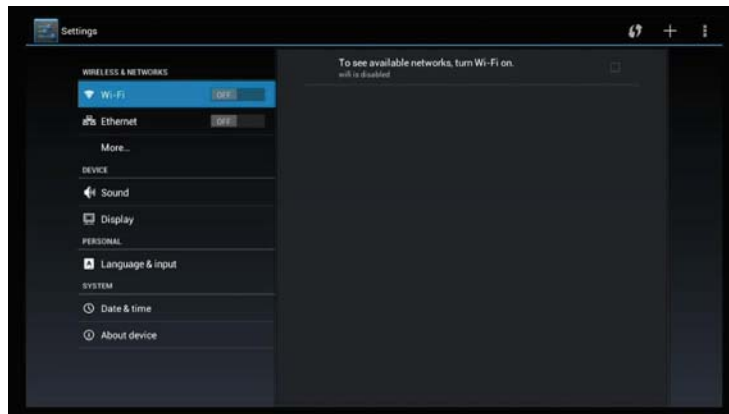 Settings
WIRELESS & NETWORKS
Wi-Fi OFF
Ethernet OFF
More...
DEVICE
Sound
Display
PERSONAL
Language & input
SYSTEM
Date & time
About device
To see available networks, turn Wi-Fi on.
wifi is disabled